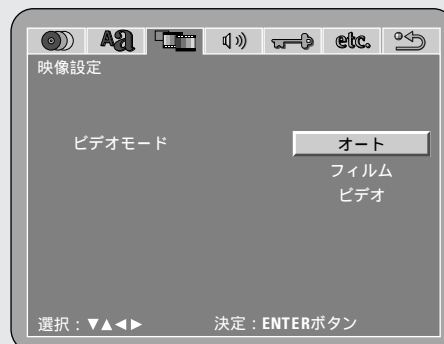 Aa etc.
映像設定
ビデオモード オート
フィルム
ビデオ
選択：▼▲◀▶ 決定：ENTERボタン